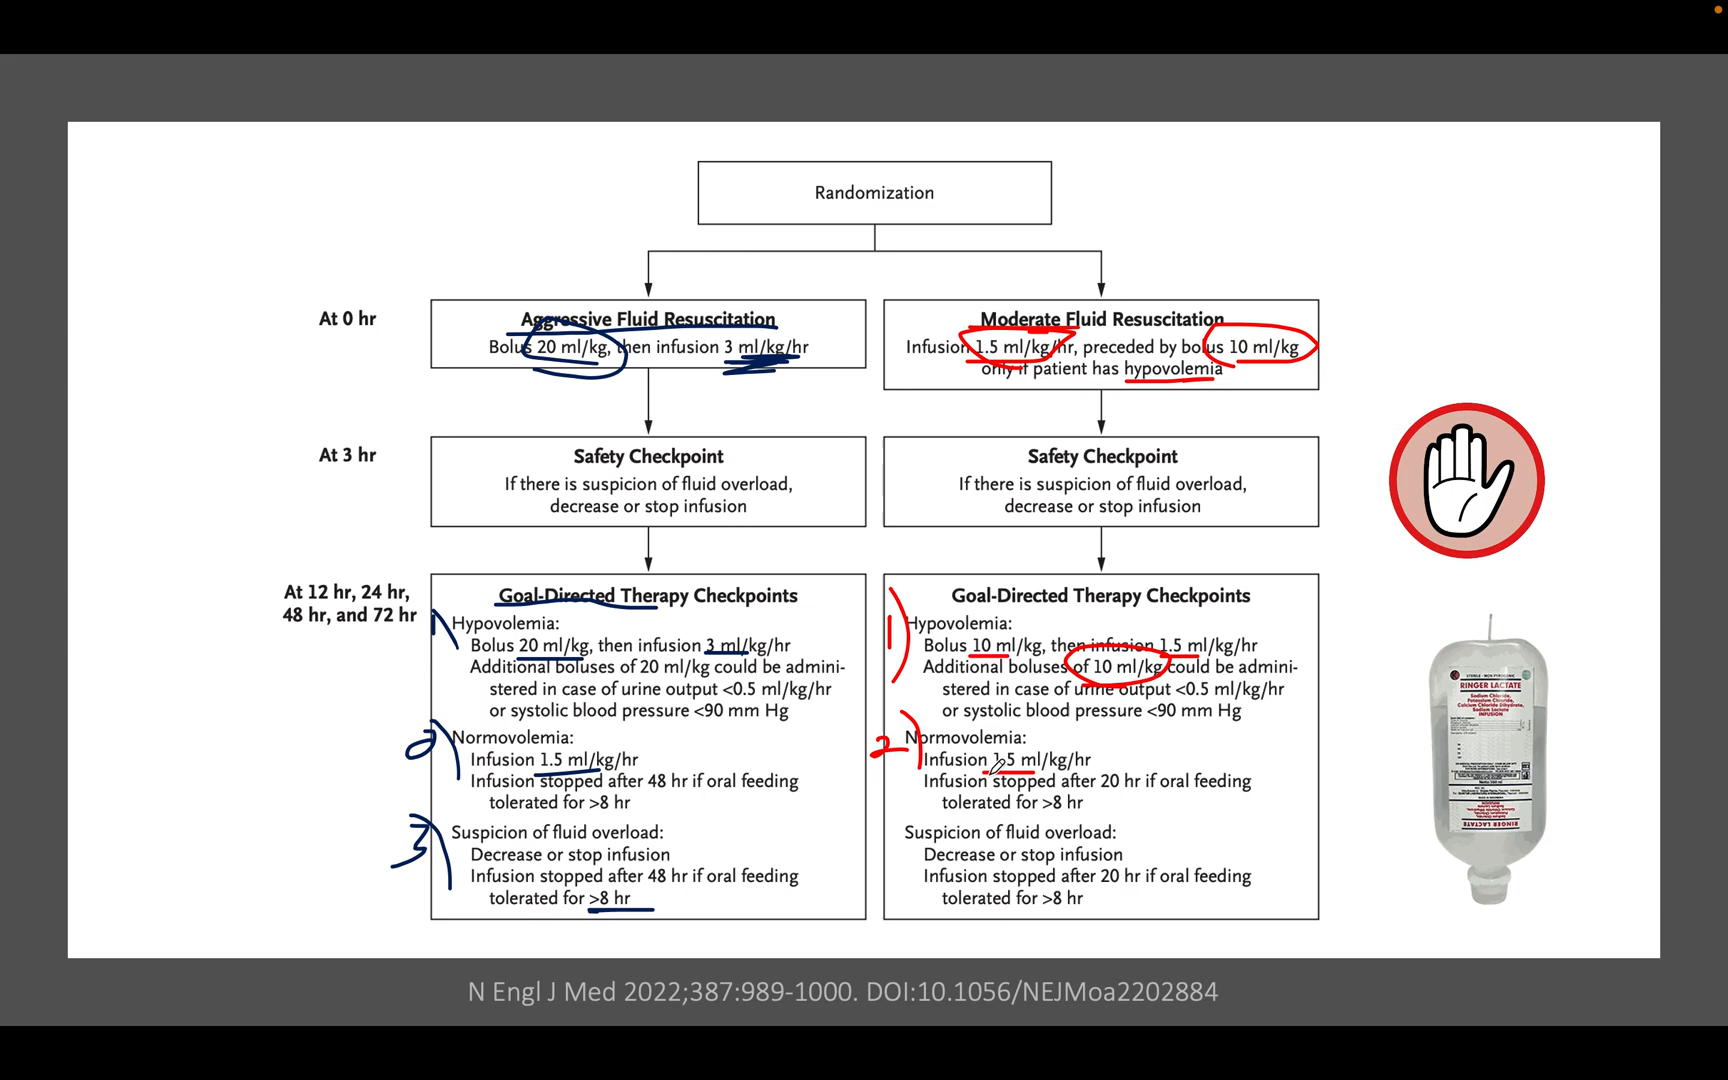 Randomization
At 0 hr
Aggressive Fluid Resuscitation
Bolus 20 ml/kg, then infusion 3 ml/kg/hr
Moderate Fluid Resuscitation
Infusion 1.5 ml/kg/hr, preceded by bolus 10 ml/kg
only if patient has hypovolemia
At 3 hr
Safety Checkpoint
If there is suspicion of fluid overload,
decrease or stop infusion
Safety Checkpoint
If there is suspicion of fluid overload,
decrease or stop infusion
At 12 hr, 24 hr,
48 hr, and 72 hr
Goal-Directed Therapy Checkpoints
1)
Hypovolemia:
Bolus 20 ml/kg, then infusion 3 ml/kg/hr
Additional boluses of 20 ml/kg could be admini-
stered in case of urine output <0.5 ml/kg/hr
or systolic blood pressure <90 mm Hg
2)
Normovolemia:
Infusion 1.5 ml/kg/hr
Infusion stopped after 48 hr if oral feeding
tolerated for >8 hr
3)
Suspicion of fluid overload:
Decrease or stop infusion
Infusion stopped after 48 hr if oral feeding
tolerated for >8 hr
Goal-Directed Therapy Checkpoints
1)
Hypovolemia:
Bolus 10 ml/kg, then infusion 1.5 ml/kg/hr
Additional boluses of 10 ml/kg could be admini-
stered in case of urine output <0.5 ml/kg/hr
or systolic blood pressure <90 mm Hg
2)
Normovolemia:
Infusion 1.5 ml/kg/hr
Infusion stopped after 20 hr if oral feeding
tolerated for >8 hr
Suspicion of fluid overload:
Decrease or stop infusion
Infusion stopped after 20 hr if oral feeding
tolerated for >8 hr
RINGER LACTATE
Sodium Chloride,
Potassium Chloride,
Calcium Chloride Dihydrate,
Sodium Lactate
INFUSION
RINGER LACTATE
N Engl J Med 2022;387:989-1000. DOI:10.1056/NEJMoa2202884